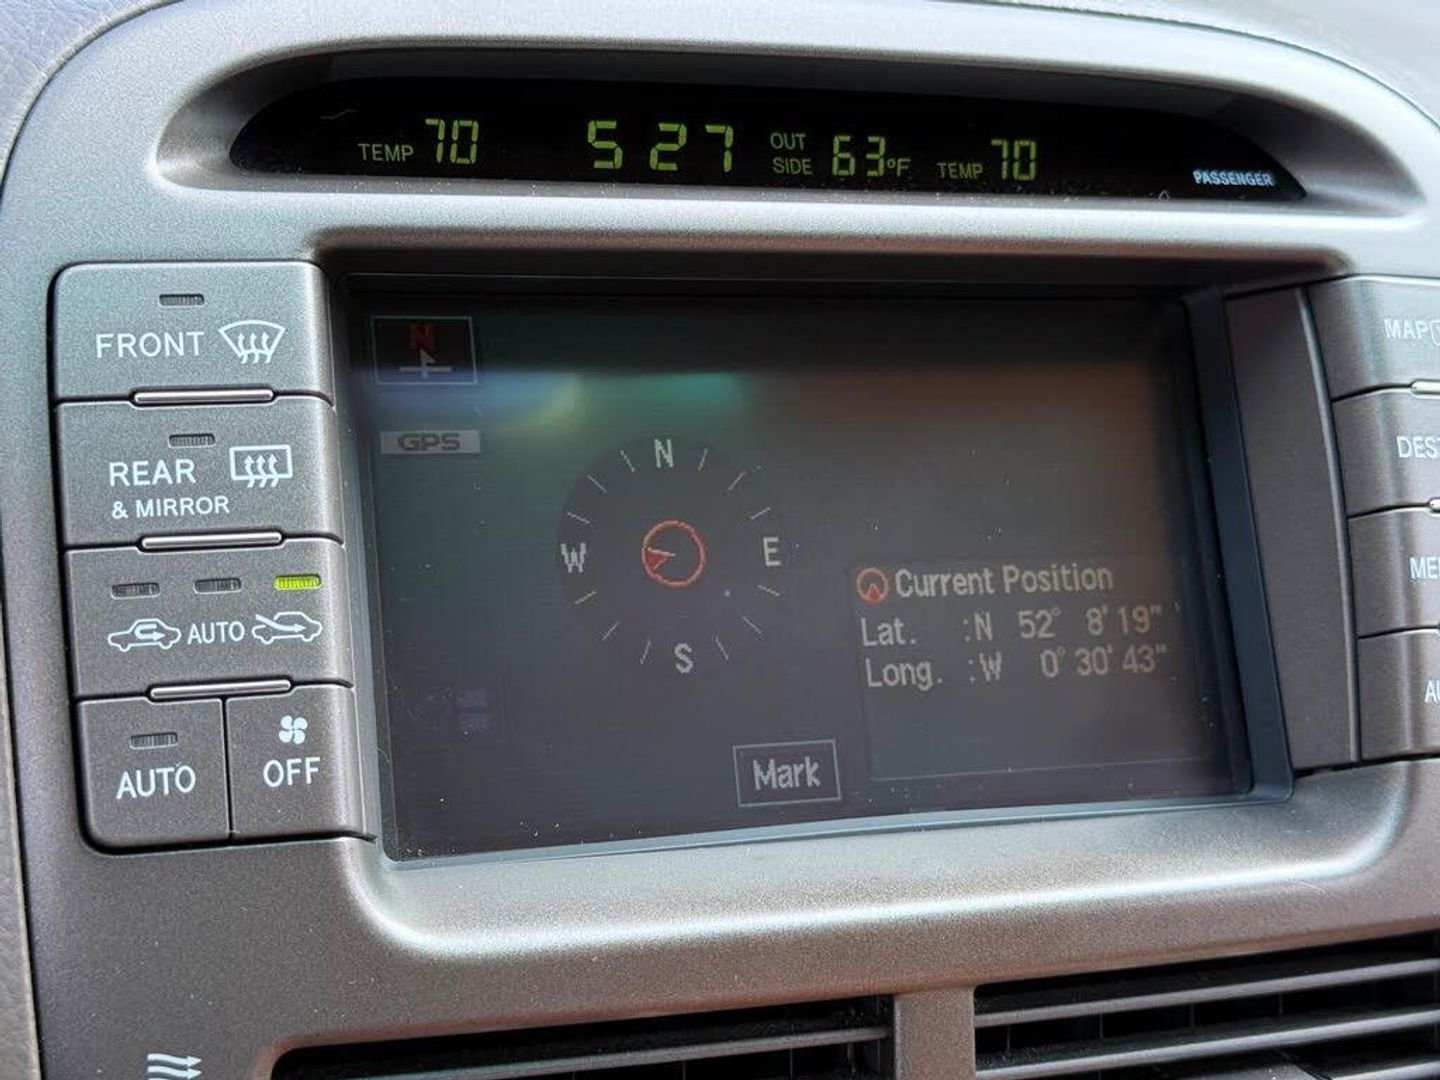 TEMP 70 5 27 OUT SIDE 63°F TEMP 70 PASSENGER
FRONT
REAR
& MIRROR
AUTO
AUTO
OFF
N
GPS
N
W
E
S
Current Position
Lat. :N 52° 8' 19"
Long. :W 0° 30' 43"
Mark
MAP